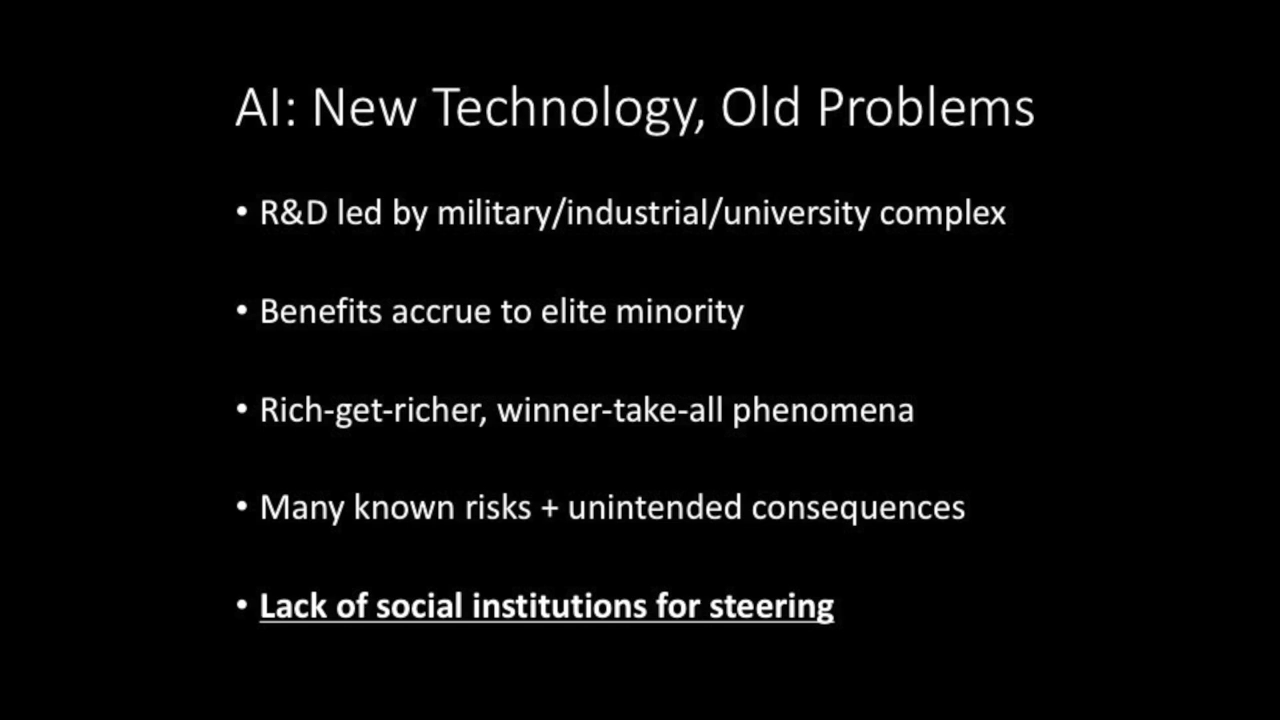 AI: New Technology, Old Problems
• R&D led by military/industrial/university complex
• Benefits accrue to elite minority
• Rich-get-richer, winner-take-all phenomena
• Many known risks + unintended consequences
• Lack of social institutions for steering